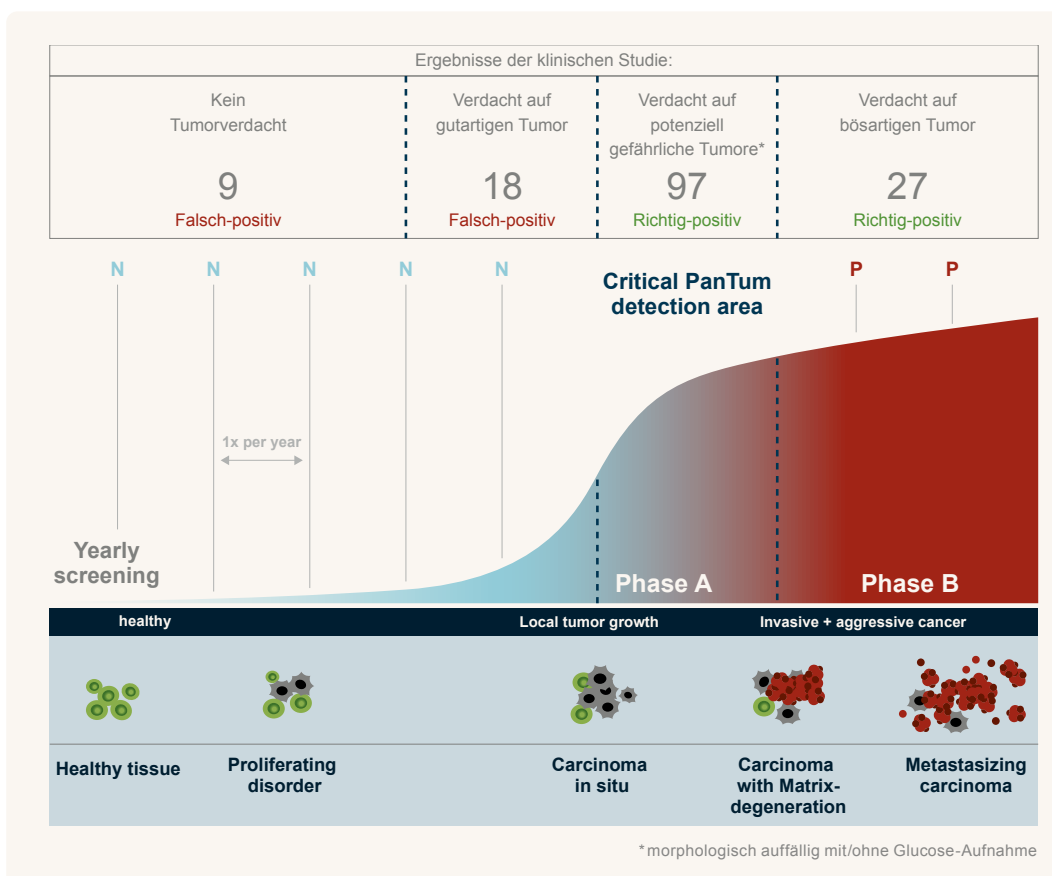 Ergebnisse der klinischen Studie:
Kein
Tumorverdacht
9
Falsch-positiv
Verdacht auf
gutartigen Tumor
18
Falsch-positiv
Verdacht auf
potenziell
gefährliche Tumore*
97
Richtig-positiv
Verdacht auf
bösartigen Tumor
27
Richtig-positiv
N
N
N
N
N
Critical PanTum
detection area
P
P
1x per year
Yearly
screening
Phase A
Phase B
healthy
Local tumor growth
Invasive + aggressive cancer
Healthy tissue
Proliferating
disorder
Carcinoma
in situ
Carcinoma
with Matrix-
degeneration
Metastasizing
carcinoma
*morphologisch auffällig mit/ohne Glucose-Aufnahme